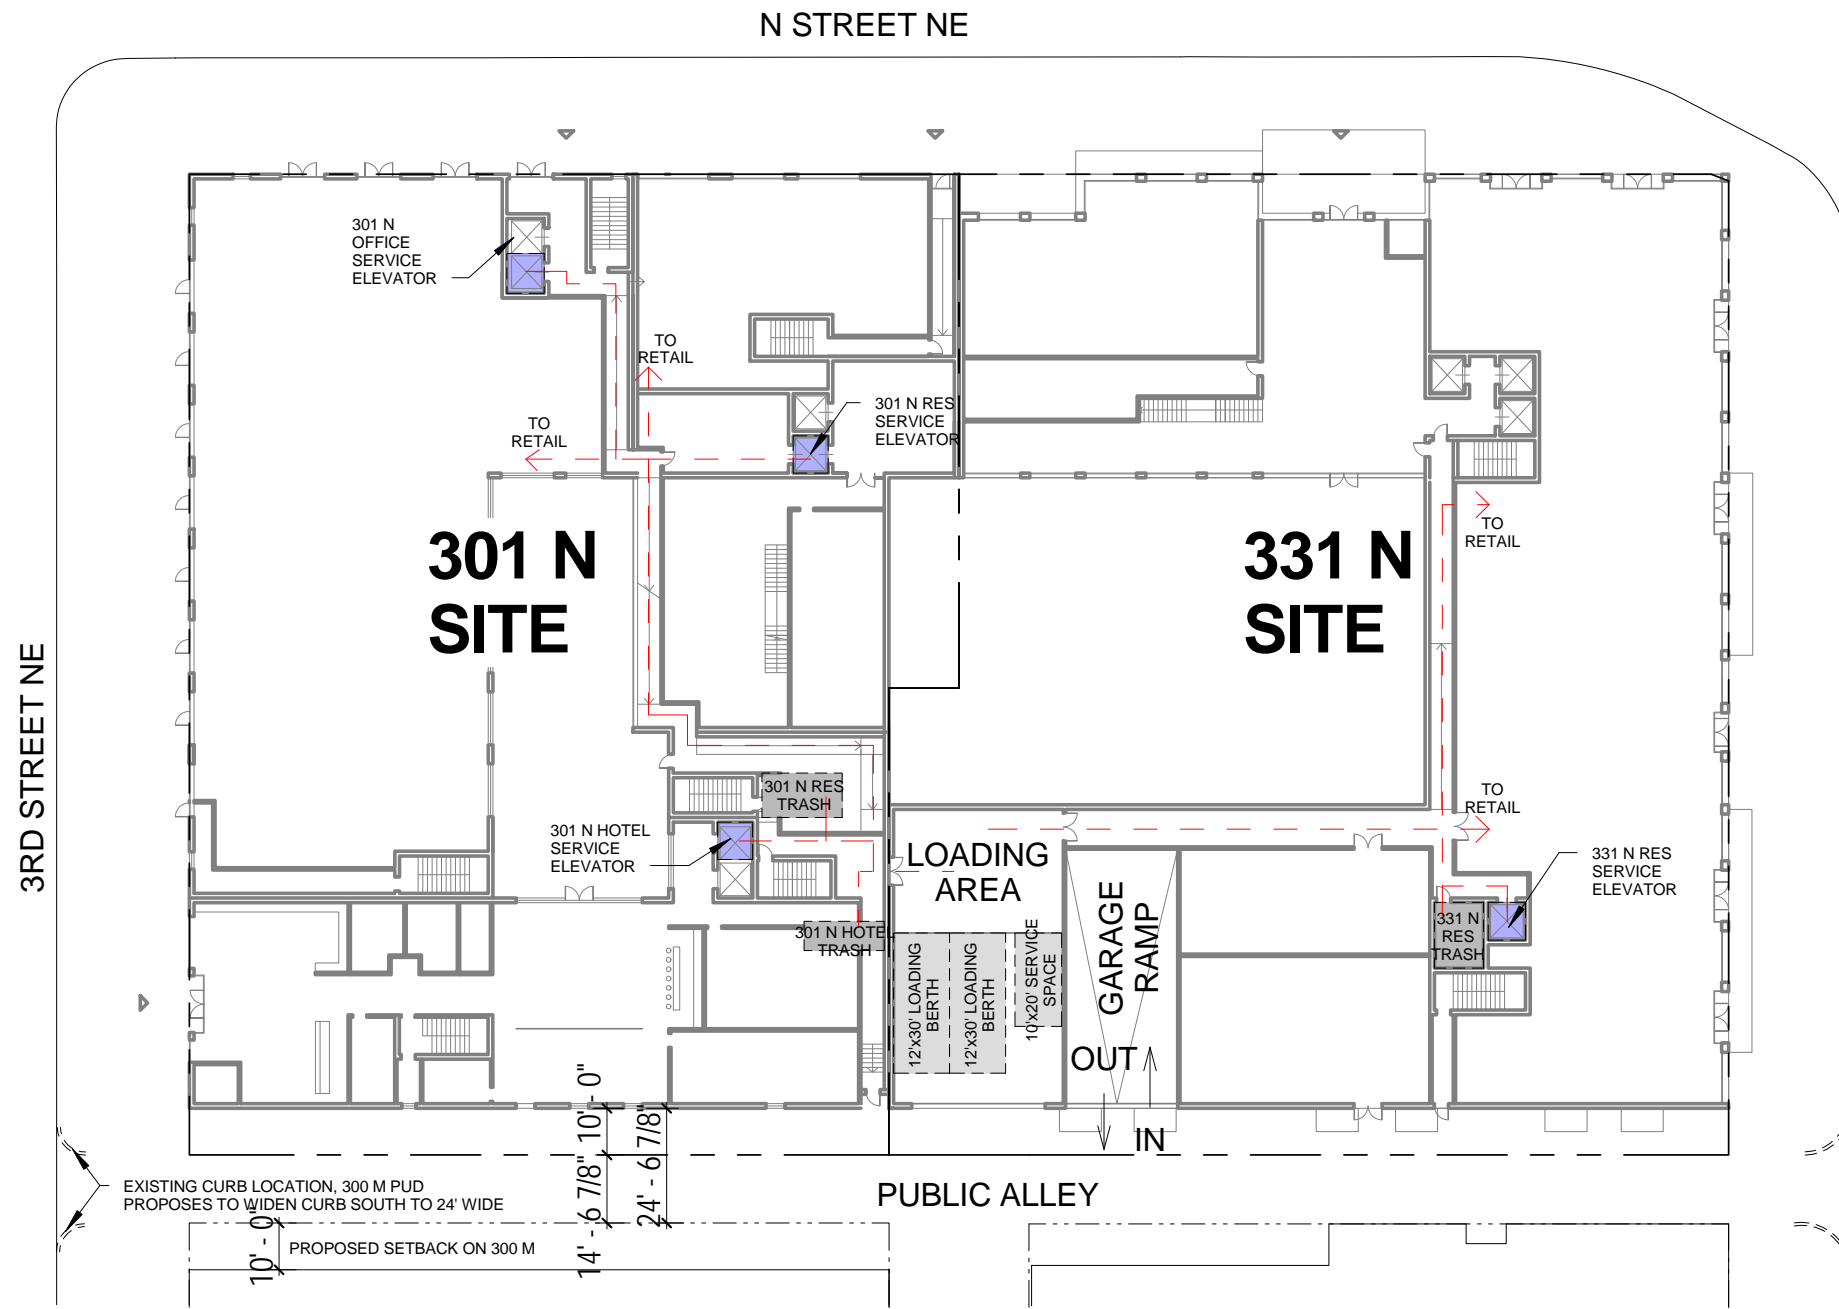 N STREET NE
301 N
OFFICE
SERVICE
ELEVATOR
TO
RETAIL
301 N RES
SERVICE
ELEVATOR
TO
RETAIL
301 N
SITE
331 N
SITE
TO
RETAIL
3RD STREET NE
301 N RES
TRASH
TO
RETAIL
301 N HOTEL
SERVICE
ELEVATOR
LOADING
AREA
331 N RES
SERVICE
ELEVATOR
301 N HOTEL
TRASH
331 N
RES
TRASH
12'x30' LOADING
BERTH
12'x30' LOADING
BERTH
10'x20' SERVICE
SPACE
GARAGE
RAMP
OUT
IN
10' - 0"
14' - 6 7/8"
24' - 6 7/8"
EXISTING CURB LOCATION, 300 M PUD
PROPOSES TO WIDEN CURB SOUTH TO 24' WIDE
PUBLIC ALLEY
10' - 0"
PROPOSED SETBACK ON 300 M